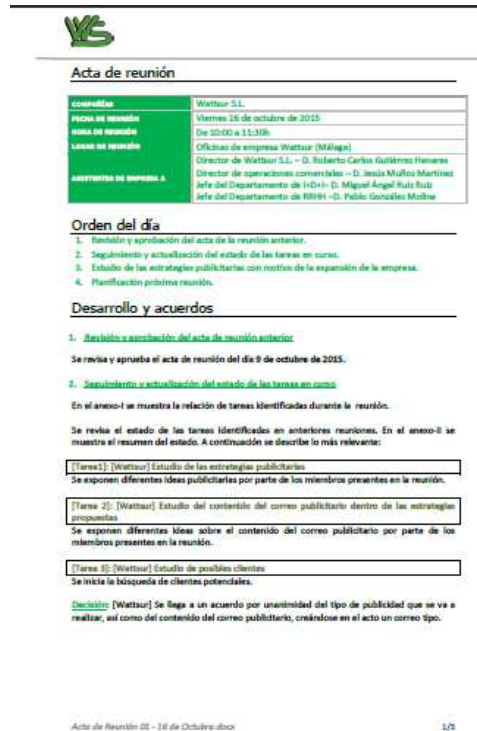 Acta de reunión
COMPAÑÍAS Wattsur S.L.
FECHA DE REUNIÓN Viernes 16 de octubre de 2015
HORA DE REUNIÓN De 10:00 a 11:30h
LUGAR DE REUNIÓN Oficinas de empresa Wattsur (Málaga)
ASISTENTES DE EMPRESA A Director de Wattsur S.L. – D. Roberto Carlos Gutiérrez Henares
Director de operaciones comerciales – D. Jesús Muñoz Martínez
Jefe del Departamento de I+D+i– D. Miguel Ángel Ruiz Ruiz
Jefe del Departamento de RRHH –D. Pablo González Molina
Orden del día
1. Revisión y aprobación del acta de la reunión anterior.
2. Seguimiento y actualización del estado de las tareas en curso.
3. Estudio de las estrategias publicitarias con motivo de la expansión de la empresa.
4. Planificación próxima reunión.
Desarrollo y acuerdos
1. Revisión y aprobación del acta de reunión anterior
Se revisa y aprueba el acta de reunión del día 9 de octubre de 2015.
2. Seguimiento y actualización del estado de las tareas en curso
En el anexo-I se muestra la relación de tareas identificadas durante la reunión.
Se revisa el estado de las tareas identificadas en anteriores reuniones. En el anexo-II se
muestra el resumen del estado. A continuación se describe lo más relevante:
[Tarea1]: [Wattsur] Estudio de las estrategias publicitarias
Se exponen diferentes ideas publicitarias por parte de los miembros presentes en la reunión.
[Tarea 2]: [Wattsur] Estudio del contenido del correo publicitario dentro de las estrategias
propuestas
Se exponen diferentes ideas sobre el contenido del correo publicitario por parte de los
miembros presentes en la reunión.
[Tarea 3]: [Wattsur] Estudio de posibles clientes
Se inicia la búsqueda de clientes potenciales.
Decisión: [Wattsur] Se llega a un acuerdo por unanimidad del tipo de publicidad que se va a
realizar, así como del contenido del correo publicitario, creándose en el acto un correo tipo.
Acta de Reunión 01 – 16 de Octubre.docx 1/3